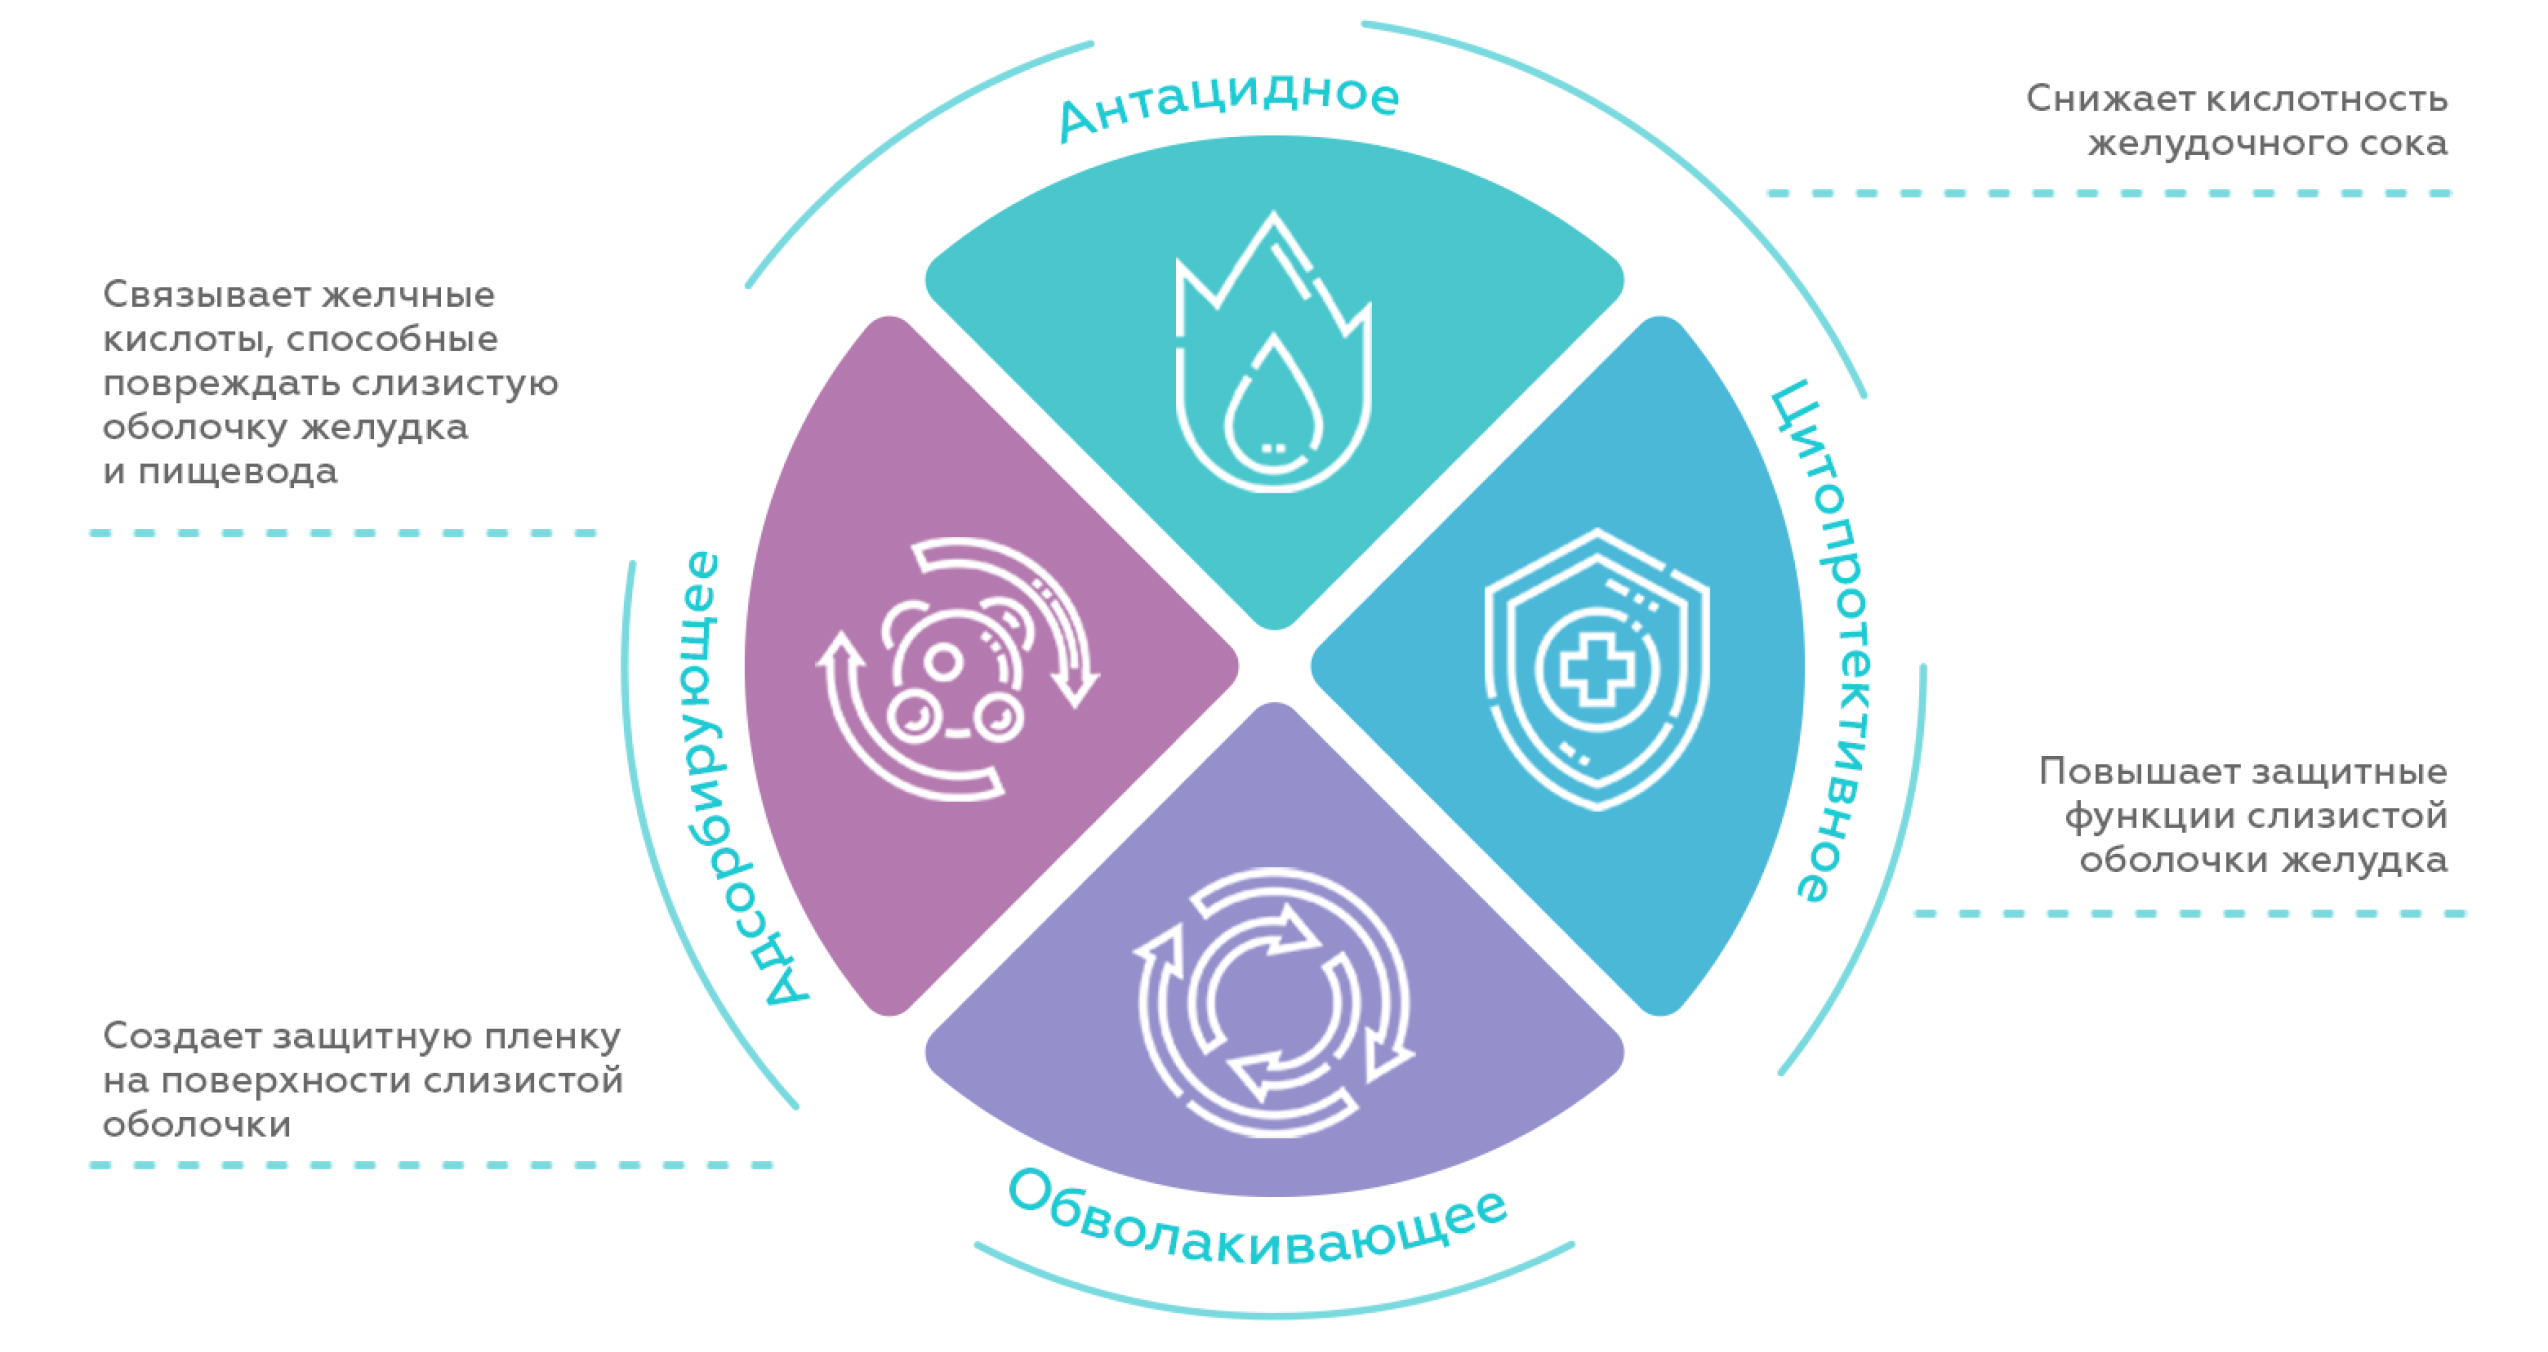 Антацидное
Снижает кислотность
желудочного сока
Цитопротективное
Повышает защитные
функции слизистой
оболочки желудка
Обволакивающее
Создает защитную пленку
на поверхности слизистой
оболочки
Адсорбирующее
Связывает желчные
кислоты, способные
повреждать слизистую
оболочку желудка
и пищевода